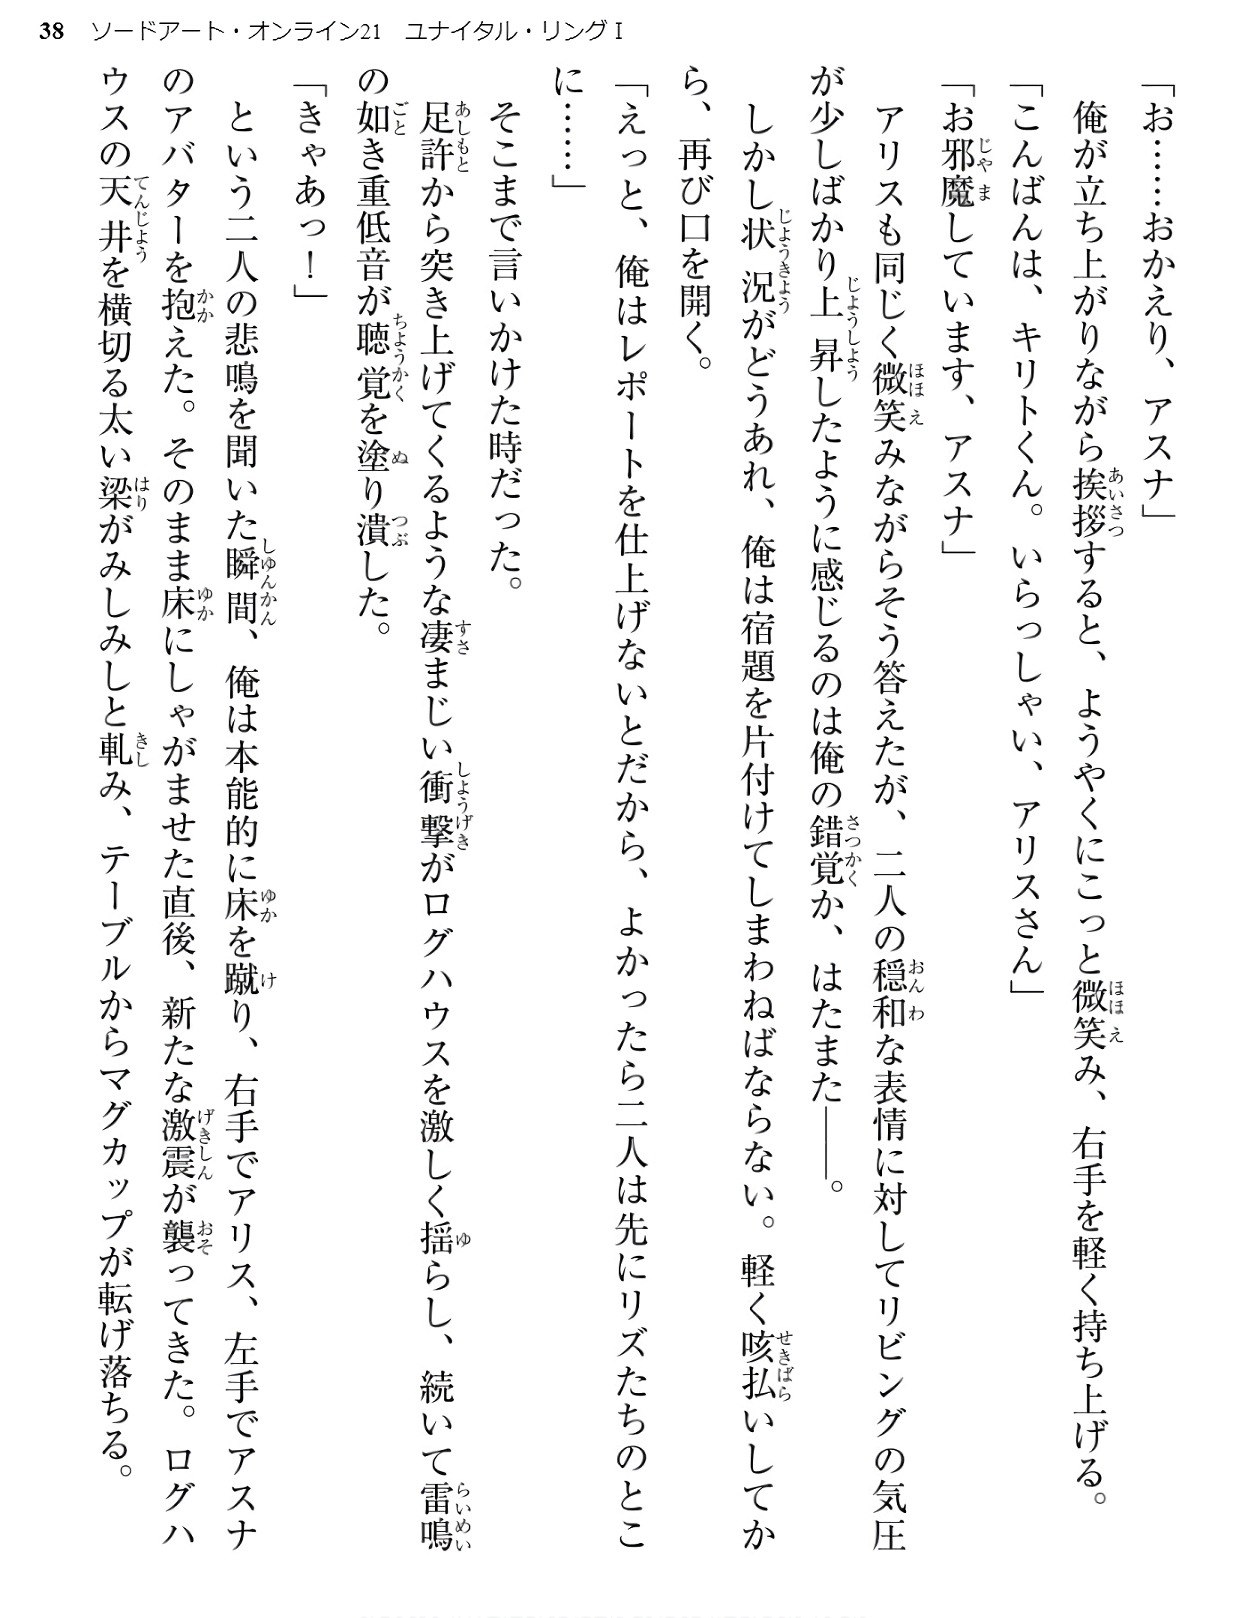 38 ソードアート・オンライン21 ユナイタル・リングⅠ
「お……おかえり、アスナ」
　俺が立ち上がりながら挨拶すると、ようやくにこっと微笑み、右手を軽く持ち上げる。
「こんばんは、キリトくん。いらっしゃい、アリスさん」
「お邪魔しています、アスナ」
　アリスも同じく微笑みながらそう答えたが、二人の穏和な表情に対してリビングの気圧
が少しばかり上昇したように感じるのは俺の錯覚か、はたまた――。
　しかし状況がどうあれ、俺は宿題を片付けてしまわねばならない。軽く咳払いしてか
ら、再び口を開く。
「えっと、俺はレポートを仕上げないとだから、よかったら二人は先にリズたちのとこ
に……」
　そこまで言いかけた時だった。
　足許から突き上げてくるような凄まじい衝撃がログハウスを激しく揺らし、続いて雷鳴
の如き重低音が聴覚を塗り潰した。
「きゃあっ！」
　という二人の悲鳴を聞いた瞬間、俺は本能的に床を蹴り、右手でアリス、左手でアスナ
のアバターを抱えた。そのまま床にしゃがませた直後、新たな激震が襲ってきた。ログハ
ウスの天井を横切る太い梁がみしみしと軋み、テーブルからマグカップが転げ落ちる。